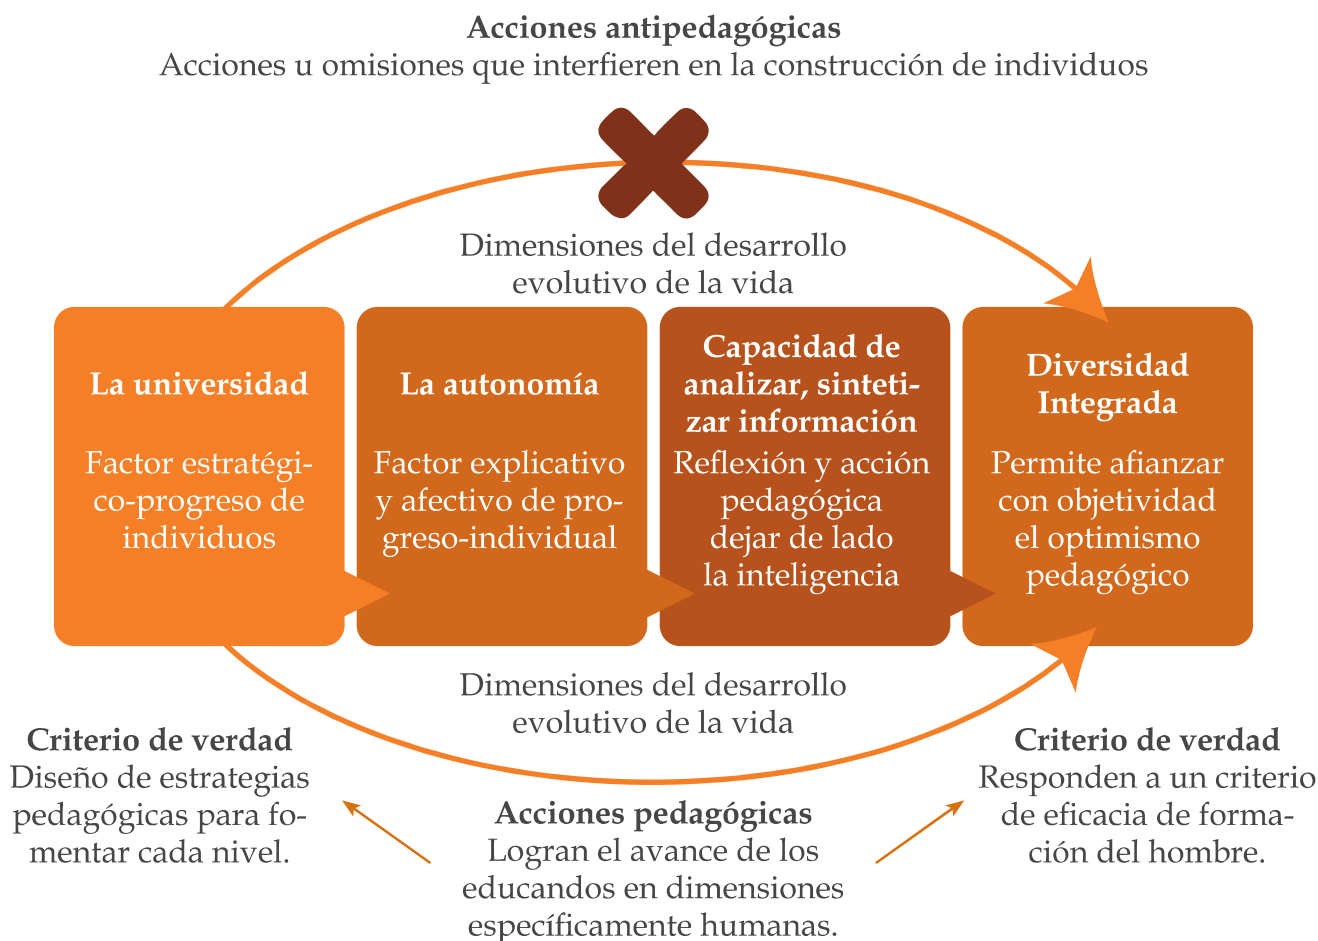 Acciones antipedagógicas
Acciones u omisiones que interfieren en la construcción de individuos
Dimensiones del desarrollo
evolutivo de la vida
La universidad
Factor estratégi-
co-progreso de
individuos
La autonomía
Factor explicativo
y afectivo de pro-
greso-individual
Capacidad de
analizar, sinteti-
zar información
Reflexión y acción
pedagógica
dejar de lado
la inteligencia
Diversidad
Integrada
Permite afianzar
con objetividad
el optimismo
pedagógico
Dimensiones del desarrollo
evolutivo de la vida
Criterio de verdad
Diseño de estrategias
pedagógicas para fo-
mentar cada nivel.
Acciones pedagógicas
Logran el avance de los
educandos en dimensiones
específicamente humanas.
Criterio de verdad
Responden a un criterio
de eficacia de forma-
ción del hombre.